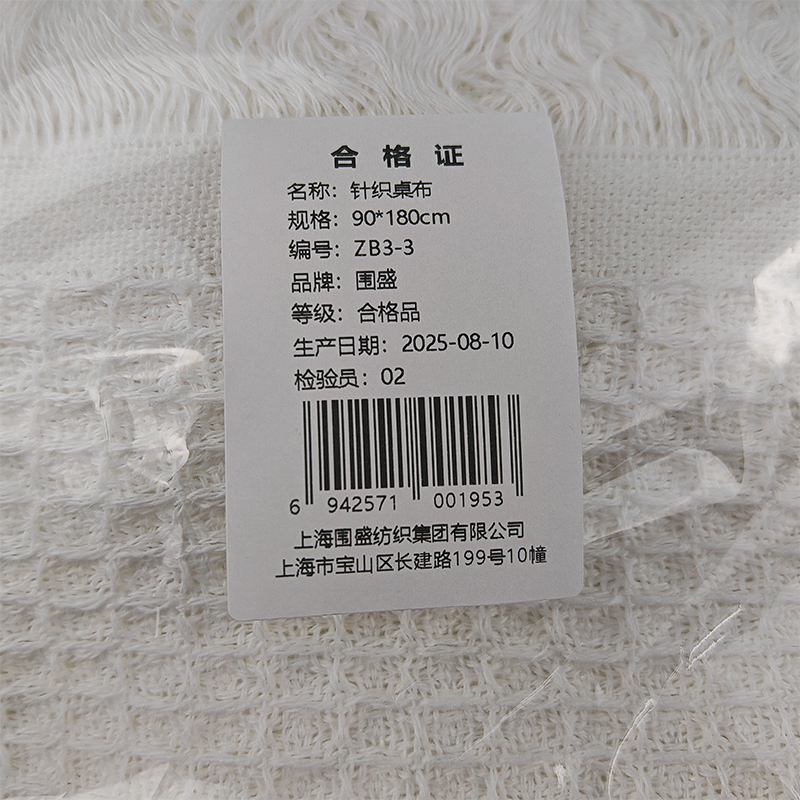 合格证
名称：针织桌布
规格：90*180cm
编号：ZB3-3
品牌：围盛
等级：合格品
生产日期：2025-08-10
检验员：02
6 942571 001953
上海围盛纺织集团有限公司
上海市宝山区长建路199号10幢